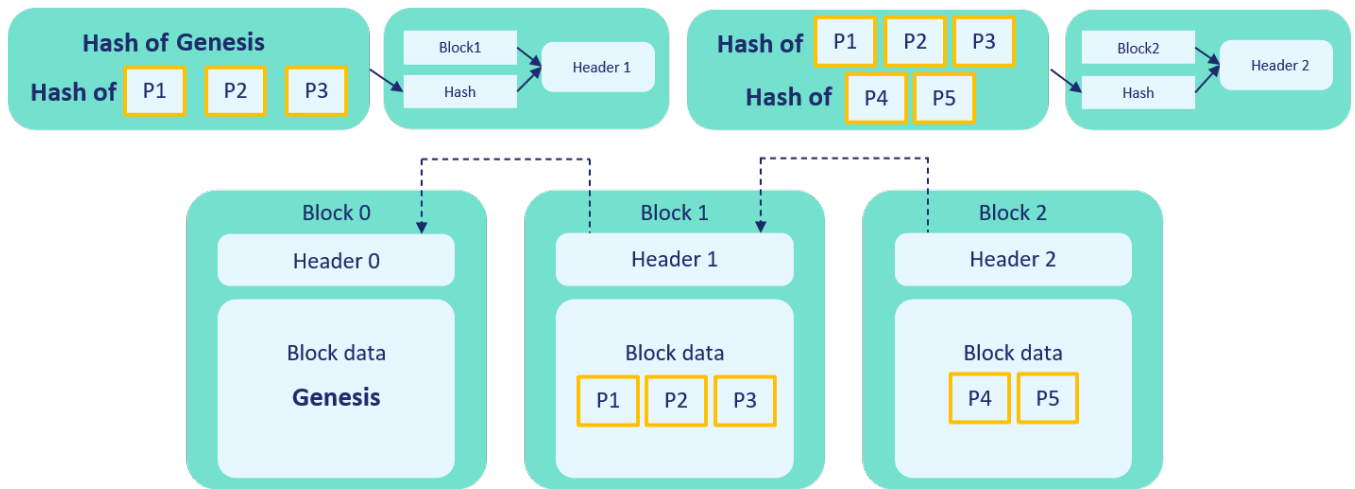 Hash of Genesis
Hash of P1 P2 P3
Block1
Hash
Header 1
Hash of P1 P2 P3
Hash of P4 P5
Block2
Hash
Header 2
Block 0
Header 0
Block data
Genesis
Block 1
Header 1
Block data
P1 P2 P3
Block 2
Header 2
Block data
P4 P5